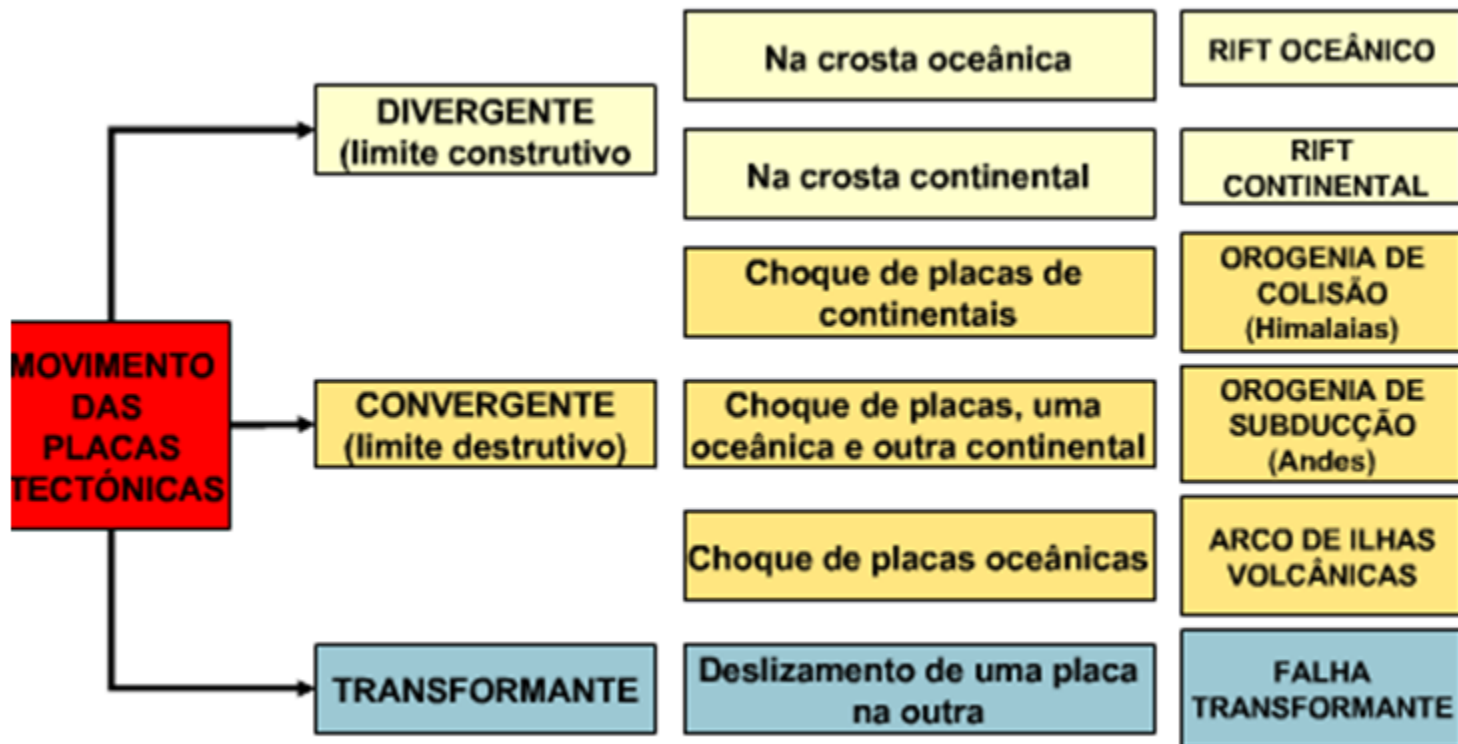 MOVIMENTO
DAS
PLACAS
TECTÓNICAS
DIVERGENTE
(limite construtivo
Na crosta oceânica
RIFT OCEÂNICO
Na crosta continental
RIFT
CONTINENTAL
CONVERGENTE
(limite destrutivo)
Choque de placas de
continentais
OROGENIA DE
COLISÃO
(Himalaias)
Choque de placas, uma
oceânica e outra continental
OROGENIA DE
SUBDUCÇÃO
(Andes)
Choque de placas oceânicas
ARCO DE ILHAS
VOLCÂNICAS
TRANSFORMANTE
Deslizamento de uma placa
na outra
FALHA
TRANSFORMANTE